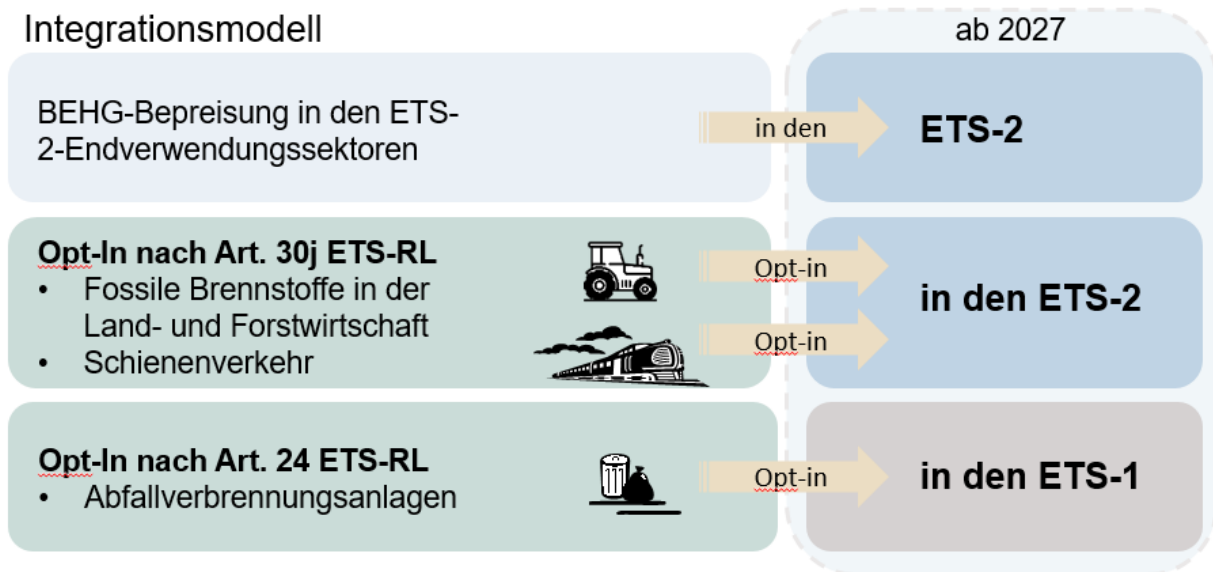 Integrationsmodell
ab 2027
BEHG-Bepreisung in den ETS-
2-Endverwendungssektoren
in den
ETS-2
Opt-In nach Art. 30j ETS-RL
• Fossile Brennstoffe in der
Land- und Forstwirtschaft
• Schienenverkehr
Opt-in
Opt-in
in den ETS-2
Opt-In nach Art. 24 ETS-RL
• Abfallverbrennungsanlagen
Opt-in
in den ETS-1